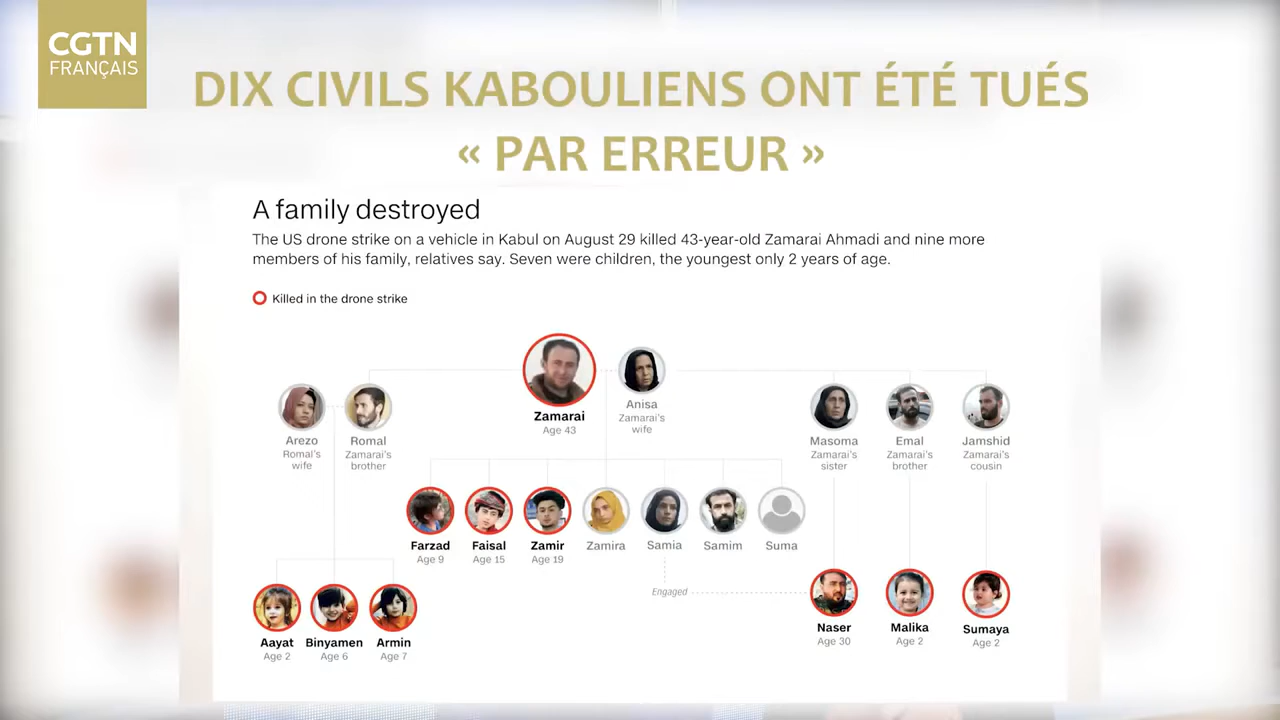 CGTN
FRANÇAIS
DIX CIVILS KABOULIENS ONT ÉTÉ TUÉS
« PAR ERREUR »
A family destroyed
The US drone strike on a vehicle in Kabul on August 29 killed 43-year-old Zamarai Ahmadi and nine more
members of his family, relatives say. Seven were children, the youngest only 2 years of age.
Killed in the drone strike
Zamarai
Age 43
Anisa
Zamarai's
wife
Arezo
Romal's
wife
Romal
Zamarai's
brother
Masoma
Zamarai's
sister
Emal
Zamarai's
brother
Jamshid
Zamarai's
cousin
Farzad
Age 9
Faisal
Age 15
Zamir
Age 19
Zamira
Samia
Samim
Suma
Engaged
Aayat
Age 2
Binyamen
Age 6
Armin
Age 7
Naser
Age 30
Malika
Age 2
Sumaya
Age 2